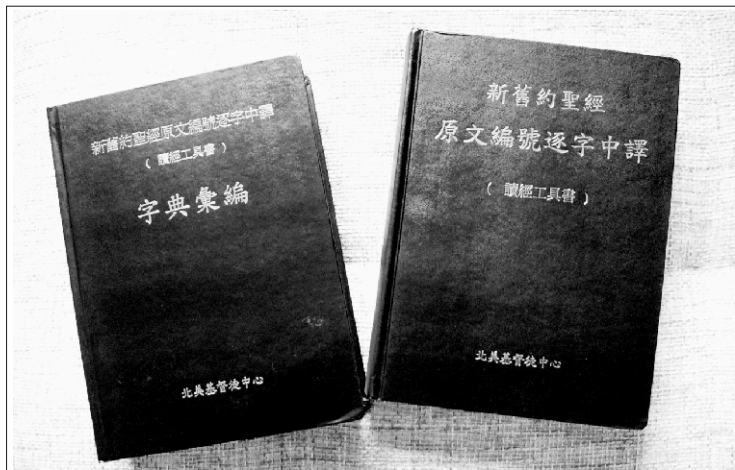 新舊約聖經原文編號逐字中譯
( 讀經工具書 )
字典彙編
北美基督徒中心
新舊約聖經
原文編號逐字中譯
( 讀經工具書 )
北美基督徒中心